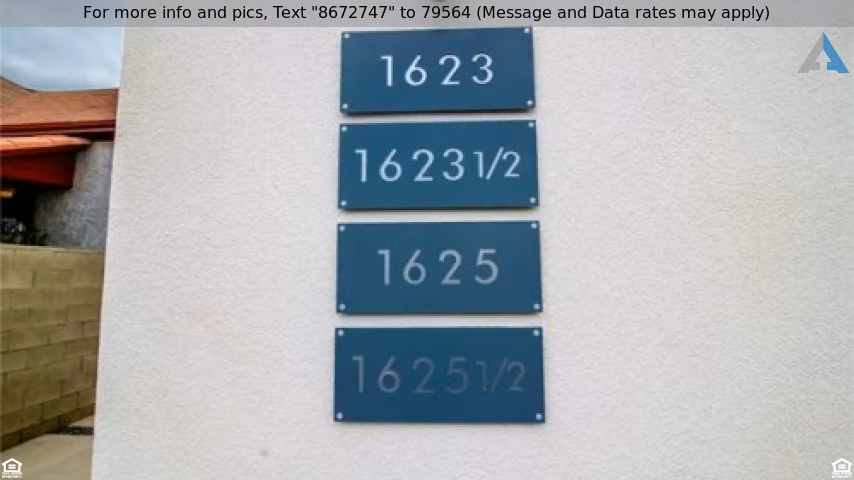 For more info and pics, Text "8672747" to 79564 (Message and Data rates may apply)
1623
1623 1/2
1625
1625 1/2